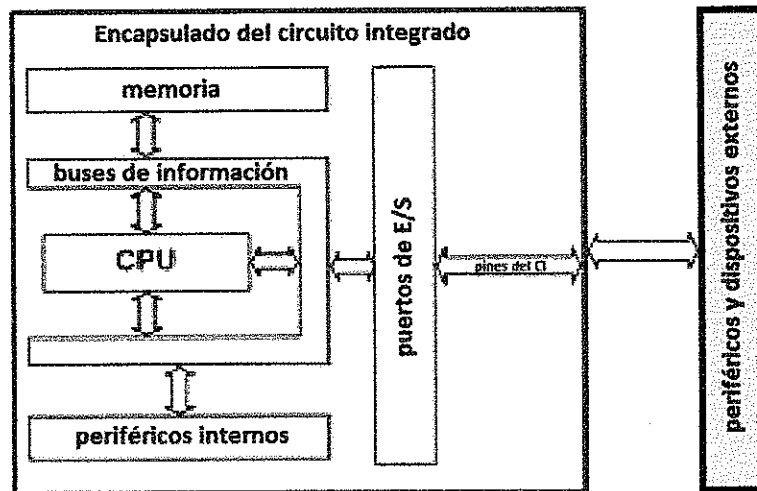 Encapsulado del circuito integrado
memoria
buses de información
CPU
periféricos internos
puertos de E/S
pines del CI
periféricos y dispositivos externos